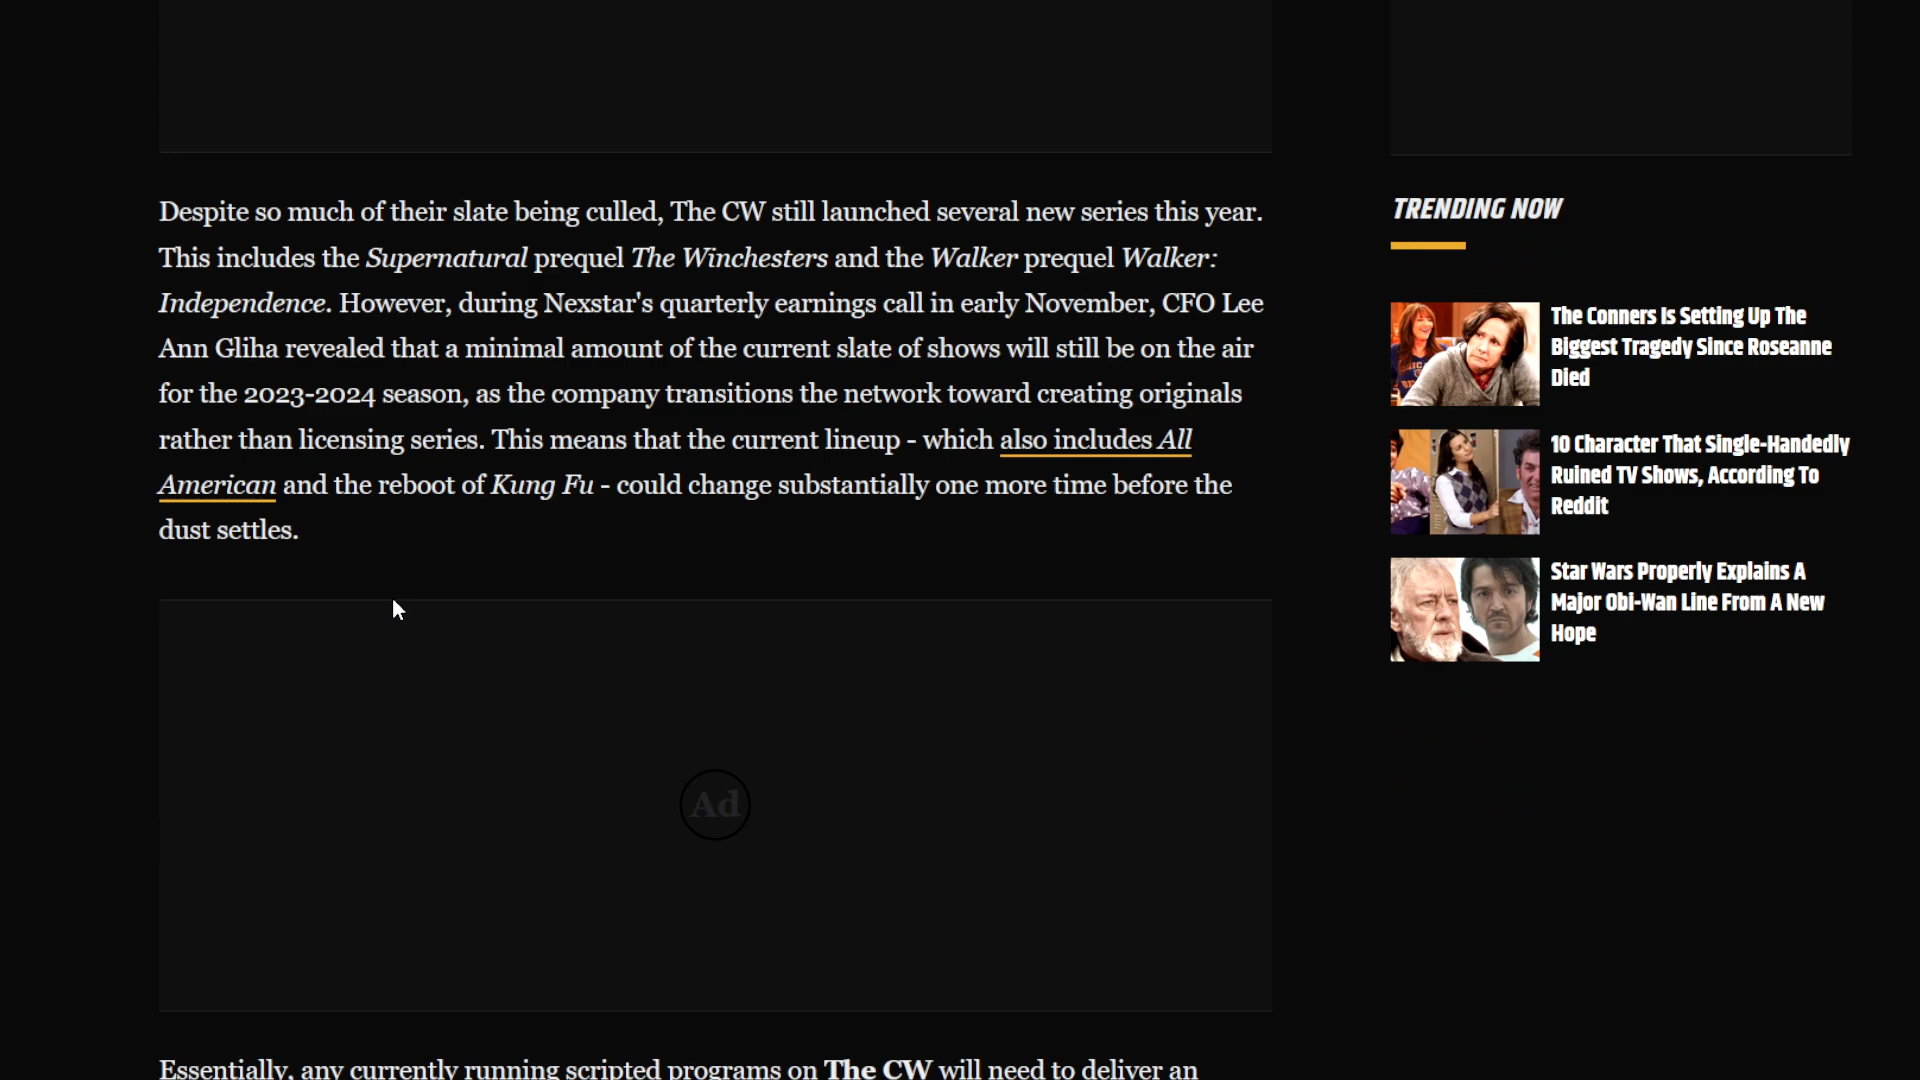 Despite so much of their slate being culled, The CW still launched several new series this year.
This includes the Supernatural prequel The Winchesters and the Walker prequel Walker:
Independence. However, during Nexstar's quarterly earnings call in early November, CFO Lee
Ann Gliha revealed that a minimal amount of the current slate of shows will still be on the air
for the 2023-2024 season, as the company transitions the network toward creating originals
rather than licensing series. This means that the current lineup - which also includes All
American and the reboot of Kung Fu - could change substantially one more time before the
dust settles.
Ad
Essentially, any currently running scripted programs on The CW will need to deliver an
TRENDING NOW
The Conners Is Setting Up The
Biggest Tragedy Since Roseanne
Died
10 Character That Single-Handedly
Ruined TV Shows, According To
Reddit
Star Wars Properly Explains A
Major Obi-Wan Line From A New
Hope